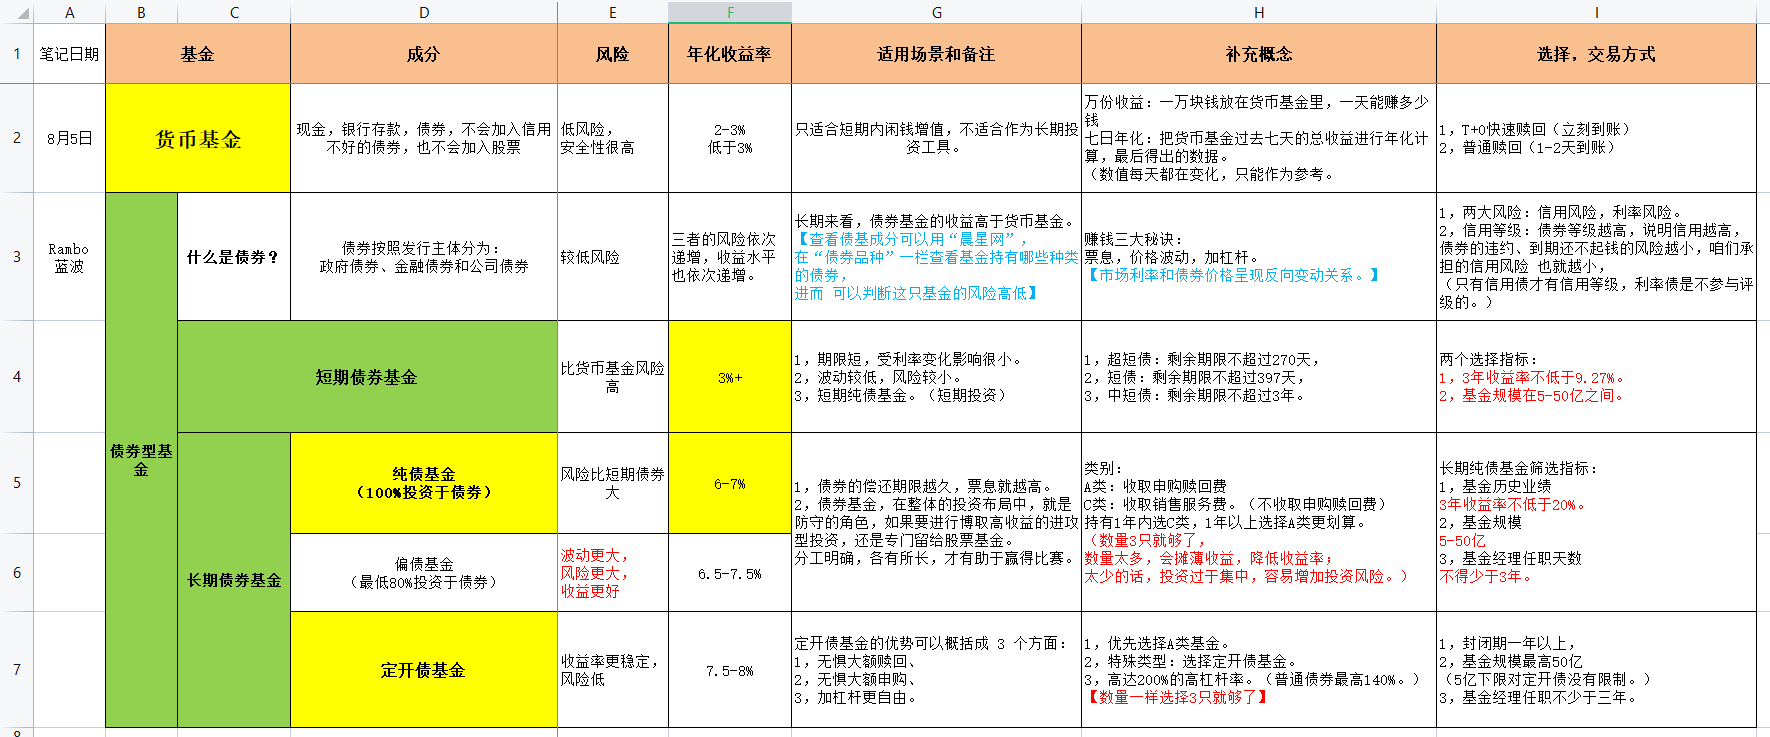 A B C D E F G H I
1 笔记日期 基金 成分 风险 年化收益率 适用场景和备注 补充概念 选择，交易方式
2
8月5日
货币基金
现金，银行存款，债券，不会加入信用
不好的债券，也不会加入股票
低风险，
安全性很高
2-3%
低于3%
只适合短期内闲钱增值，不适合作为长期投
资工具。
万份收益：一万块钱放在货币基金里，一天能赚多少
钱
七日年化：把货币基金过去七天的总收益进行年化计
算，最后得出的数据。
（数值每天都在变化，只能作为参考。
1，T+0快速赎回（立刻到账）
2，普通赎回（1-2天到账）
3
Rambo
蓝波
债券型基
金
什么是债券？
债券按照发行主体分为：
政府债券、金融债券和公司债券
较低风险
三者的风险依次
递增，收益水平
也依次递增。
长期来看，债券基金的收益高于货币基金。
【查看债基成分可以用“晨星网”，
在“债券品种”一栏查看基金持有哪些种类
的债券，
进而 可以判断这只基金的风险高低】
赚钱三大秘诀：
票息，价格波动，加杠杆。
【市场利率和债券价格呈现反向变动关系。】
1，两大风险：信用风险，利率风险。
2，信用等级：债券等级越高，说明信用越高，
债券的违约、到期还不起钱的风险越小，咱们承
担的信用风险 也就越小，
（只有信用债才有信用等级，利率债是不参与评
级的。）
4
短期债券基金
比货币基金风险
高
3%+
1，期限短，受利率变化影响很小。
2，波动较低，风险较小。
3，短期纯债基金。（短期投资）
1，超短债：剩余期限不超过270天，
2，短债：剩余期限不超过397天，
3，中短债：剩余期限不超过3年。
两个选择指标：
1，3年收益率不低于9.27%。
2，基金规模在5-50亿之间。
5
长期债券基金
纯债基金
（100%投资于债券）
风险比短期债券
大
6-7%
1，债券的偿还期限越久，票息就越高。
2，债券基金，在整体的投资布局中，就是
防守的角色，如果要进行博取高收益的进攻
型投资，还是专门留给股票基金。
分工明确，各有所长，才有助于赢得比赛。
类别：
A类：收取申购赎回费
C类：收取销售服务费。（不收取申购赎回费）
持有1年内选C类，1年以上选择A类更划算。
（数量3只就够了，
数量太多，会摊薄收益，降低收益率；
太少的话，投资过于集中，容易增加投资风险。）
长期纯债基金筛选指标：
1，基金历史业绩
3年收益率不低于20%。
2，基金规模
5-50亿
3，基金经理任职天数
不得少于3年。
6
偏债基金
（最低80%投资于债券）
波动更大，
风险更大，
收益更好
6.5-7.5%
7
定开债基金
收益率更稳定，
风险低
7.5-8%
定开债基金的优势可以概括成 3 个方面：
1，无惧大额赎回、
2，无惧大额申购、
3，加杠杆更自由。
1，优先选择A类基金。
2，特殊类型：选择定开债基金。
3，高达200%的高杠杆率。（普通债券最高140%。）
【数量一样选择3只就够了】
1，封闭期一年以上，
2，基金规模最高50亿
（5亿下限对定开债没有限制。）
3，基金经理任职不少于三年。
8